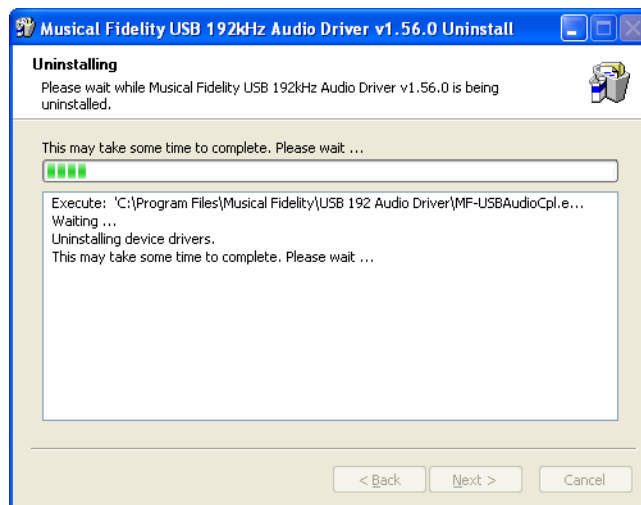 Musical Fidelity USB 192kHz Audio Driver v1.56.0 Uninstall
Uninstalling
Please wait while Musical Fidelity USB 192kHz Audio Driver v1.56.0 is being
uninstalled.
This may take some time to complete. Please wait ...
Execute: 'C:\Program Files\Musical Fidelity\USB 192 Audio Driver\MF-USBAudioCpl.e...
Waiting ...
Uninstalling device drivers.
This may take some time to complete. Please wait ...
< Back Next > Cancel